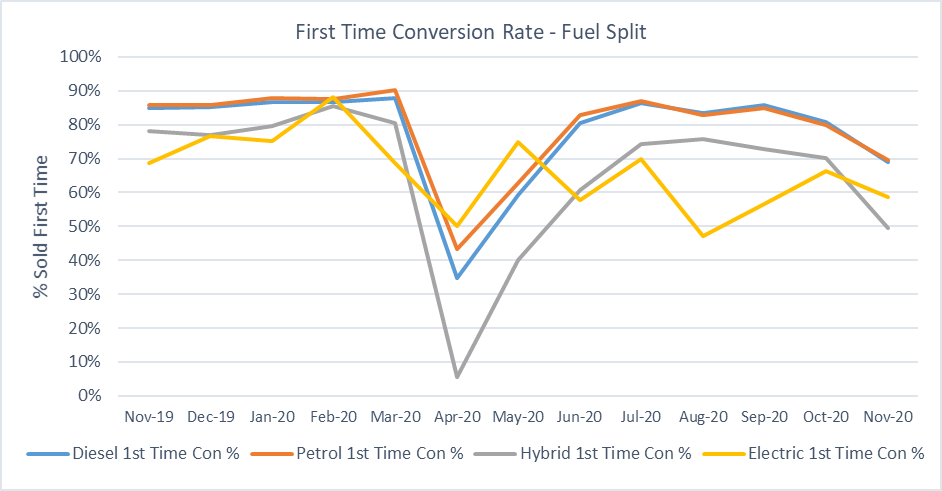 First Time Conversion Rate - Fuel Split
% Sold First Time
100%
90%
80%
70%
60%
50%
40%
30%
20%
10%
0%
Nov-19 Dec-19 Jan-20 Feb-20 Mar-20 Apr-20 May-20 Jun-20 Jul-20 Aug-20 Sep-20 Oct-20 Nov-20
Diesel 1st Time Con % Petrol 1st Time Con % Hybrid 1st Time Con % Electric 1st Time Con %